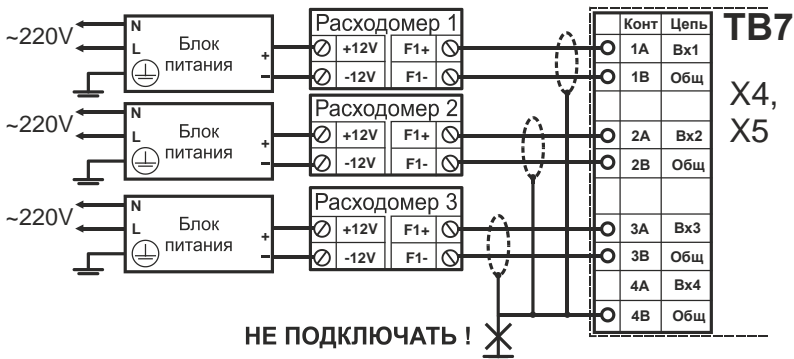 ~220V N L Блок питания + − Расходомер 1
+12V F1+
-12V F1-
~220V N L Блок питания + − Расходомер 2
+12V F1+
-12V F1-
~220V N L Блок питания + − Расходомер 3
+12V F1+
-12V F1-
Конт Цепь
1A Вх1
1B Общ
2A Вх2
2B Общ
3A Вх3
3B Общ
4A Вх4
4B Общ
ТВ7
X4,
X5
НЕ ПОДКЛЮЧАТЬ !